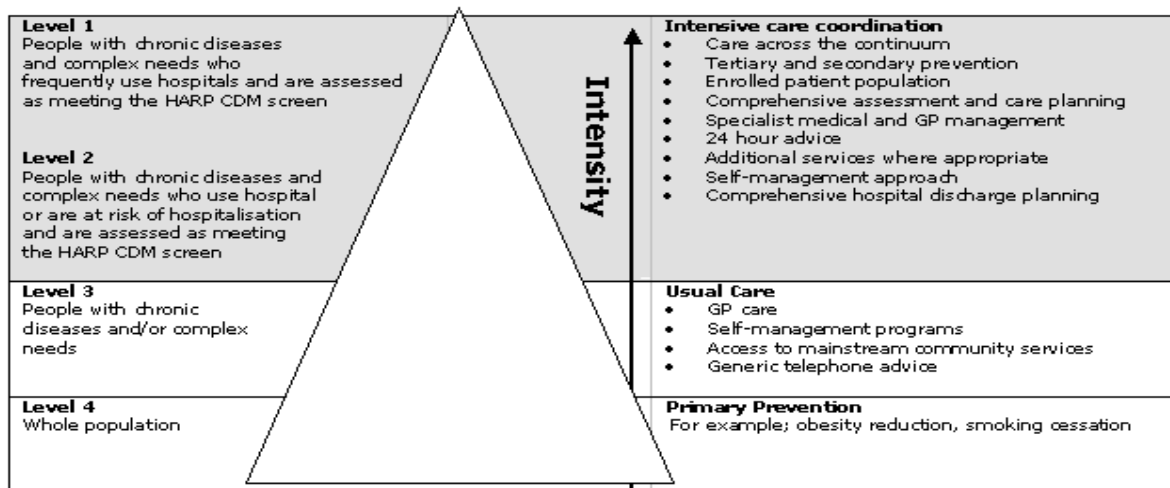 Level 1
People with chronic diseases
and complex needs who
frequently use hospitals and are assessed
as meeting the HARP CDM screen
Level 2
People with chronic diseases and
complex needs who use hospital
or are at risk of hospitalisation
and are assessed as meeting
the HARP CDM screen
Intensity
Intensive care coordination
• Care across the continuum
• Tertiary and secondary prevention
• Enrolled patient population
• Comprehensive assessment and care planning
• Specialist medical and GP management
• 24 hour advice
• Additional services where appropriate
• Self-management approach
• Comprehensive hospital discharge planning
Level 3
People with chronic
diseases and/or complex
needs
Usual Care
• GP care
• Self-management programs
• Access to mainstream community services
• Generic telephone advice
Level 4
Whole population
Primary Prevention
For example; obesity reduction, smoking cessation